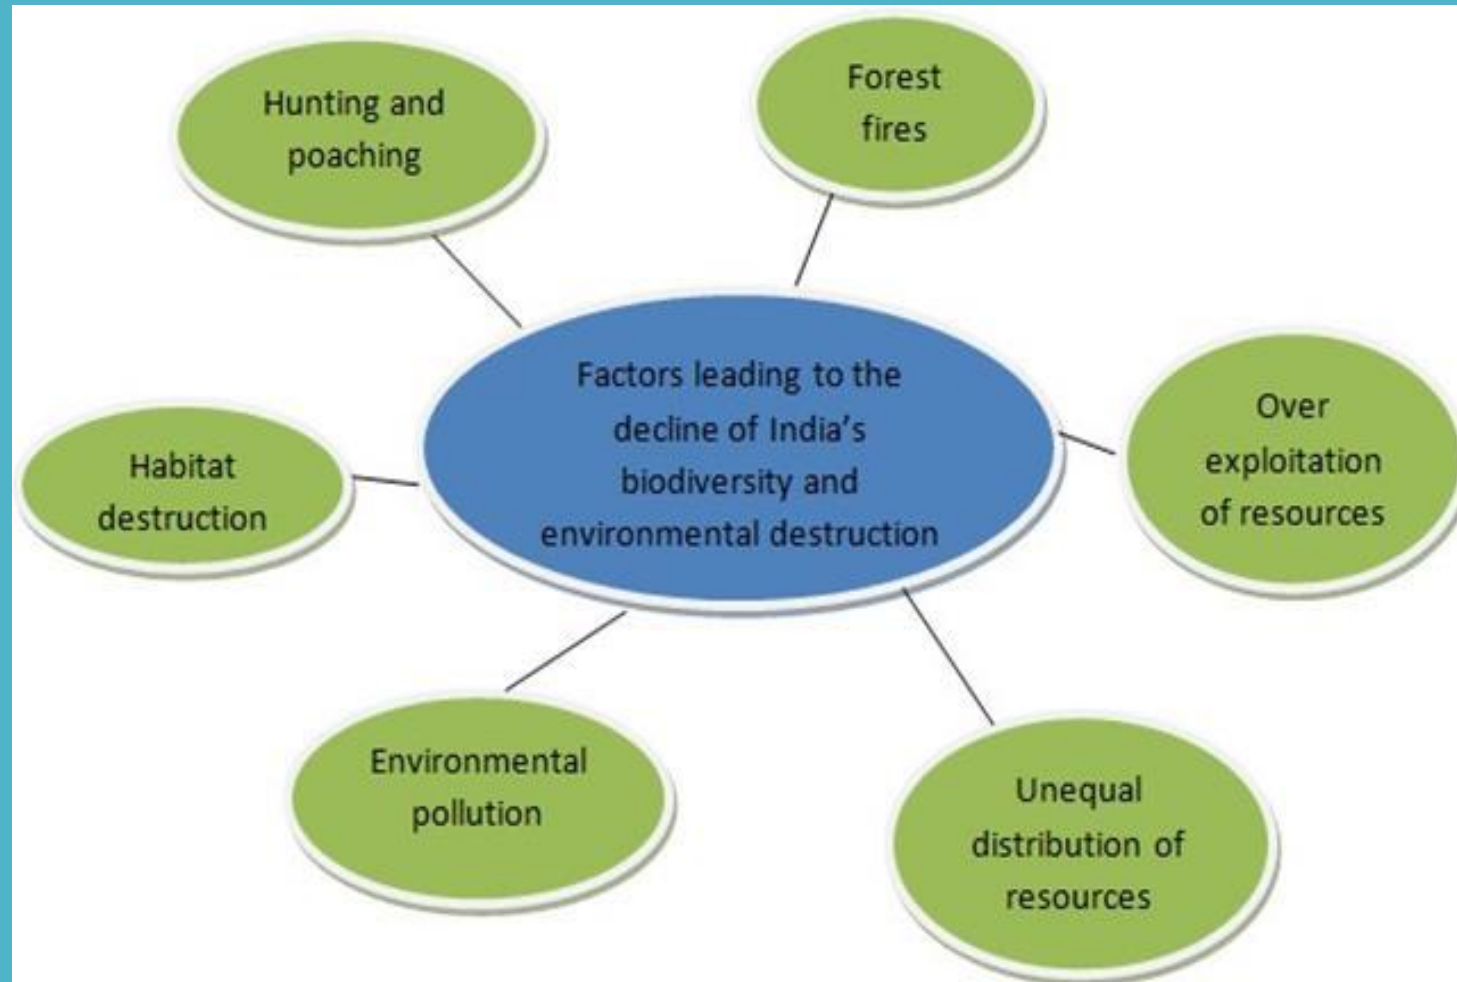 Hunting and
poaching
Forest
fires
Factors leading to the
decline of India's
biodiversity and
environmental destruction
Over
exploitation
of resources
Habitat
destruction
Environmental
pollution
Unequal
distribution of
resources